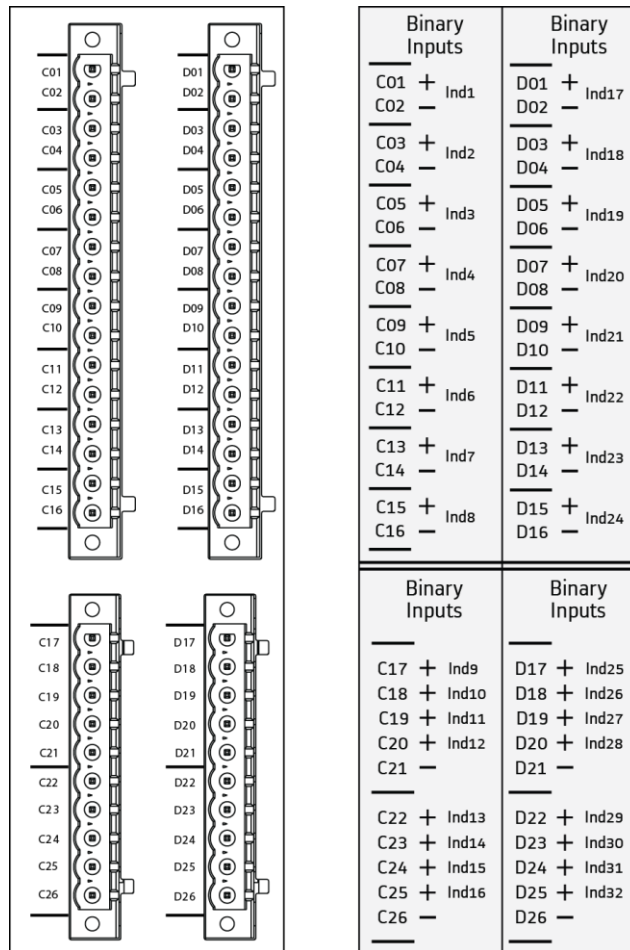 C01
C02
C03
C04
C05
C06
C07
C08
C09
C10
C11
C12
C13
C14
C15
C16
D01
D02
D03
D04
D05
D06
D07
D08
D09
D10
D11
D12
D13
D14
D15
D16
C17
C18
C19
C20
C21
C22
C23
C24
C25
C26
D17
D18
D19
D20
D21
D22
D23
D24
D25
D26
Binary
Inputs
C01 + Ind1
C02 −
C03 + Ind2
C04 −
C05 + Ind3
C06 −
C07 + Ind4
C08 −
C09 + Ind5
C10 −
C11 + Ind6
C12 −
C13 + Ind7
C14 −
C15 + Ind8
C16 −
Binary
Inputs
D01 + Ind17
D02 −
D03 + Ind18
D04 −
D05 + Ind19
D06 −
D07 + Ind20
D08 −
D09 + Ind21
D10 −
D11 + Ind22
D12 −
D13 + Ind23
D14 −
D15 + Ind24
D16 −
Binary
Inputs
C17 + Ind9
C18 + Ind10
C19 + Ind11
C20 + Ind12
C21 −
C22 + Ind13
C23 + Ind14
C24 + Ind15
C25 + Ind16
C26 −
Binary
Inputs
D17 + Ind25
D18 + Ind26
D19 + Ind27
D20 + Ind28
D21 −
D22 + Ind29
D23 + Ind30
D24 + Ind31
D25 + Ind32
D26 −